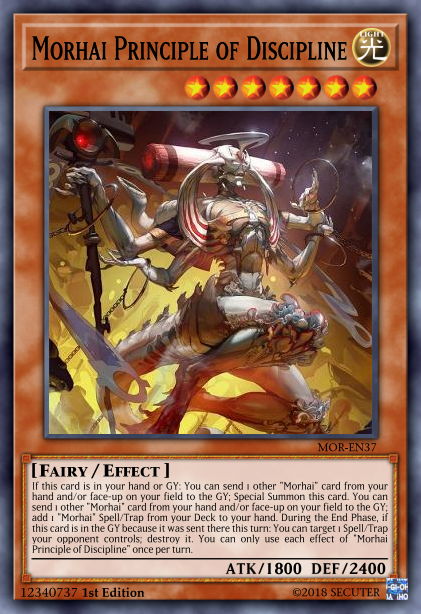 MORHAI PRINCIPLE OF DISCIPLINE
LIGHT
光
MOR-EN37
[FAIRY / EFFECT ]
If this card is in your hand or GY: You can send 1 other "Morhai" card from your
hand and/or face-up on your field to the GY; Special Summon this card. You can
send 1 other "Morhai" card from your hand and/or face-up on your field to the GY;
add 1 "Morhai" Spell/Trap from your Deck to your hand. During the End Phase, if
this card is in the GY because it was sent there this turn: You can target 1 Spell/Trap
your opponent controls; destroy it. You can only use each effect of "Morhai
Principle of Discipline" once per turn.
ATK/1800 DEF/2400
12340737 1st Edition
©2018 SECUTER